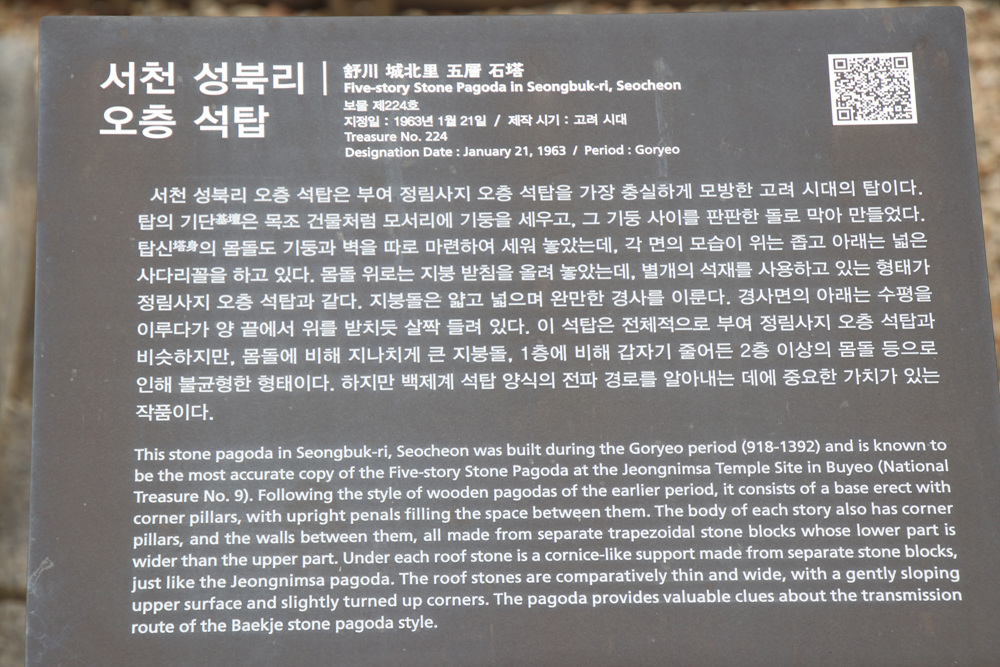 서천 성북리
오층 석탑
舒川 城北里 五層 石塔
Five-story Stone Pagoda in Seongbuk-ri, Seocheon
보물 제224호
지정일 : 1963년 1월 21일 / 제작 시기 : 고려 시대
Treasure No. 224
Designation Date : January 21, 1963 / Period : Goryeo
서천 성북리 오층 석탑은 부여 정림사지 오층 석탑을 가장 충실하게 모방한 고려 시대의 탑이다.
탑의 기단基壇은 목조 건물처럼 모서리에 기둥을 세우고, 그 기둥 사이를 판판한 돌로 막아 만들었다.
탑신塔身의 몸돌도 기둥과 벽을 따로 마련하여 세워 놓았는데, 각 면의 모습이 위는 좁고 아래는 넓은
사다리꼴을 하고 있다. 몸돌 위로는 지붕 받침을 올려 놓았는데, 별개의 석재를 사용하고 있는 형태가
정림사지 오층 석탑과 같다. 지붕돌은 얇고 넓으며 완만한 경사를 이룬다. 경사면의 아래는 수평을
이루다가 양 끝에서 위를 받치듯 살짝 들려 있다. 이 석탑은 전체적으로 부여 정림사지 오층 석탑과
비슷하지만, 몸돌에 비해 지나치게 큰 지붕돌, 1층에 비해 갑자기 줄어든 2층 이상의 몸돌 등으로
인해 불균형한 형태이다. 하지만 백제계 석탑 양식의 전파 경로를 알아내는 데에 중요한 가치가 있는
작품이다.
This stone pagoda in Seongbuk-ri, Seocheon was built during the Goryeo period (918-1392) and is known to
be the most accurate copy of the Five-story Stone Pagoda at the Jeongnimsa Temple Site in Buyeo (National
Treasure No. 9). Following the style of wooden pagodas of the earlier period, it consists of a base erect with
corner pillars, with upright penals filling the space between them. The body of each story also has corner
pillars, and the walls between them, all made from separate trapezoidal stone blocks whose lower part is
wider than the upper part. Under each roof stone is a cornice-like support made from separate stone blocks,
just like the Jeongnimsa pagoda. The roof stones are comparatively thin and wide, with a gently sloping
upper surface and slightly turned up corners. The pagoda provides valuable clues about the transmission
route of the Baekje stone pagoda style.